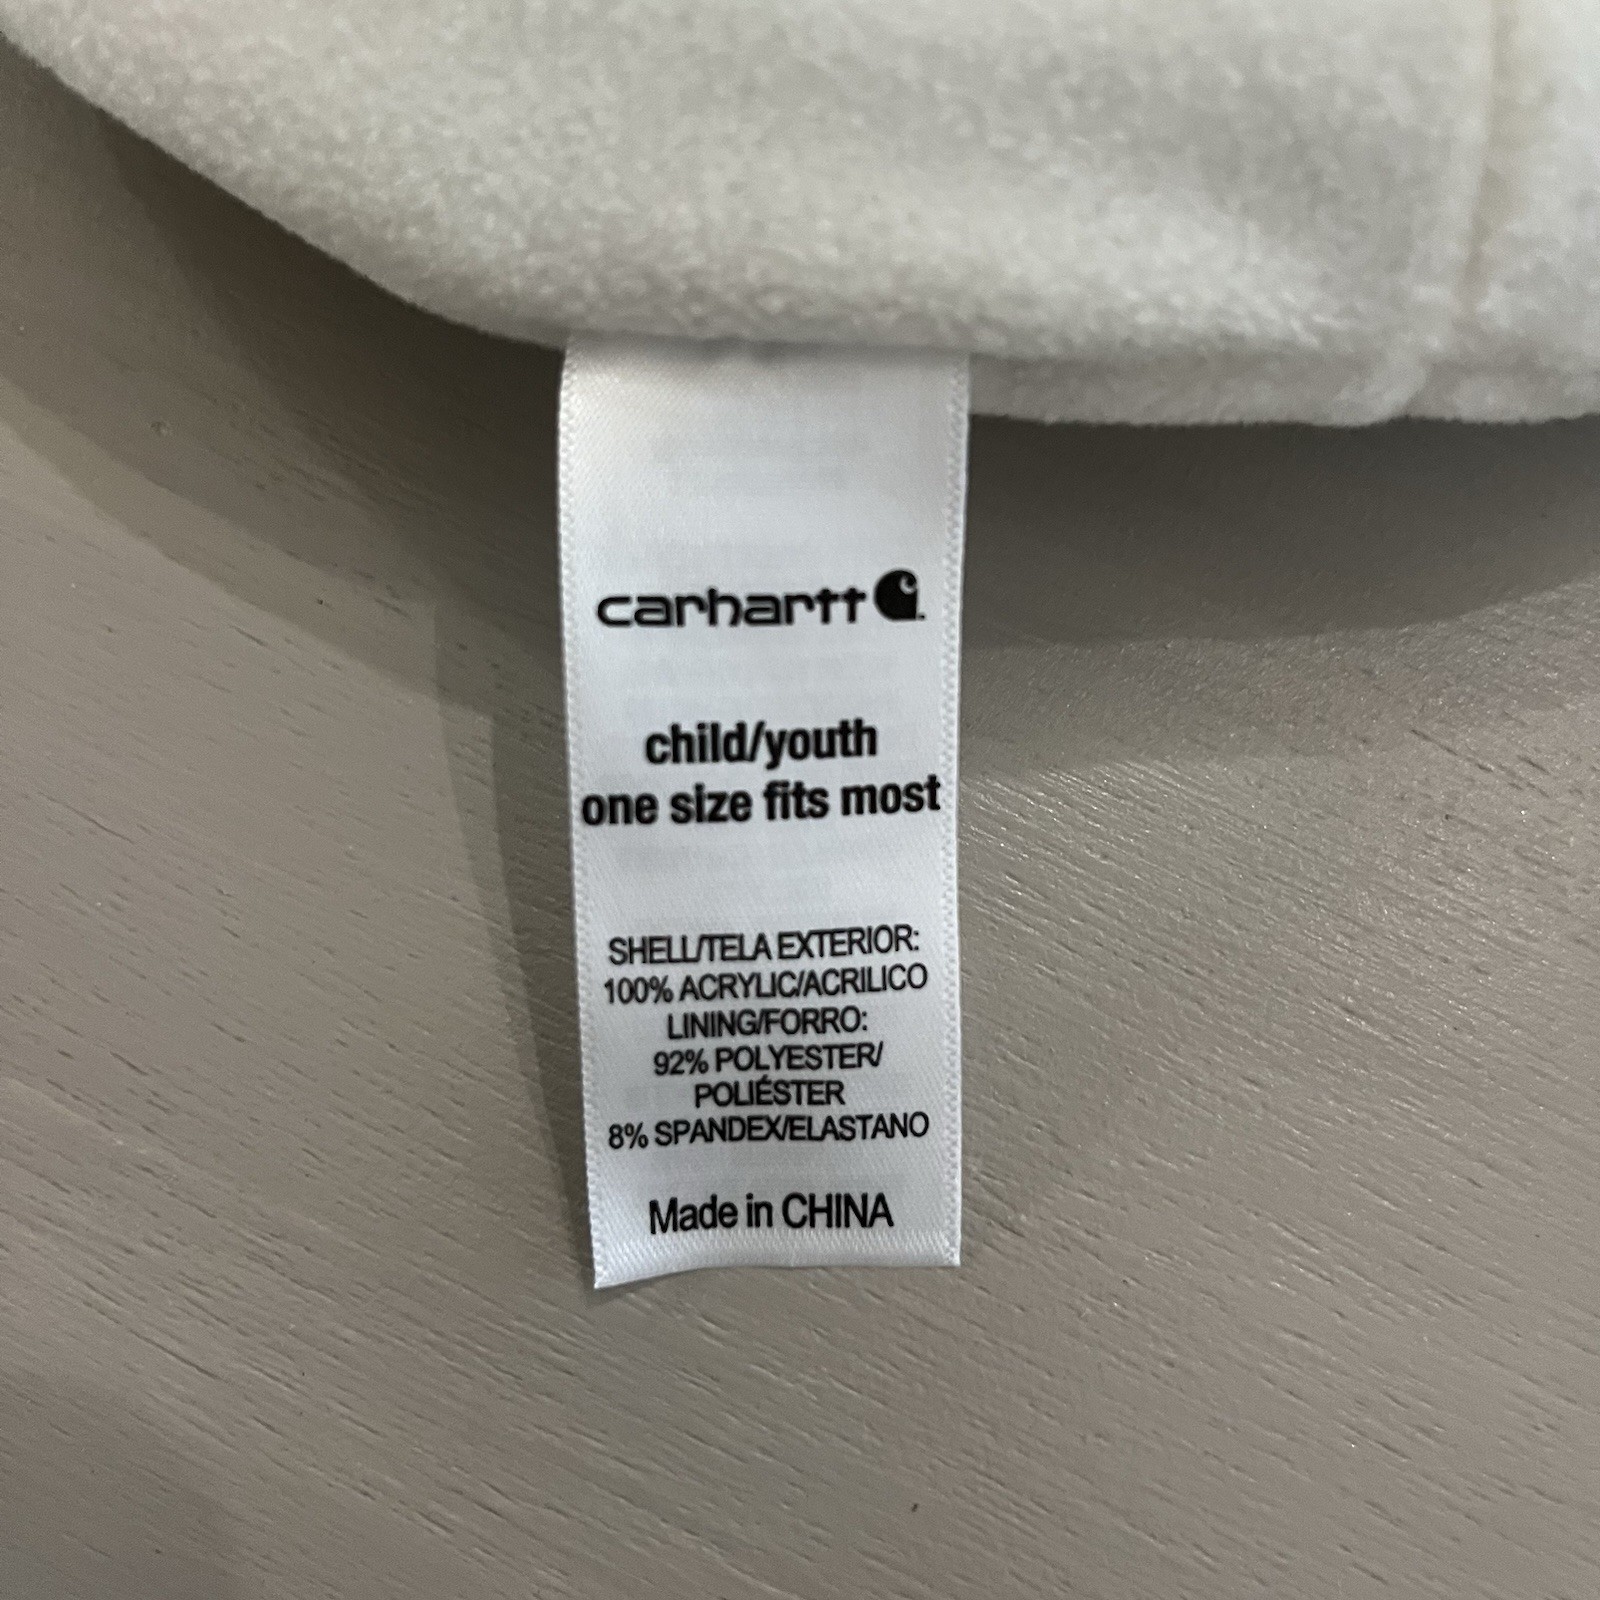 carhartt
child/youth
one size fits most
SHELL/TELA EXTERIOR:
100% ACRYLIC/ACRILICO
LINING/FORRO:
92% POLYESTER/
POLIÉSTER
8% SPANDEX/ELASTANO
Made in CHINA